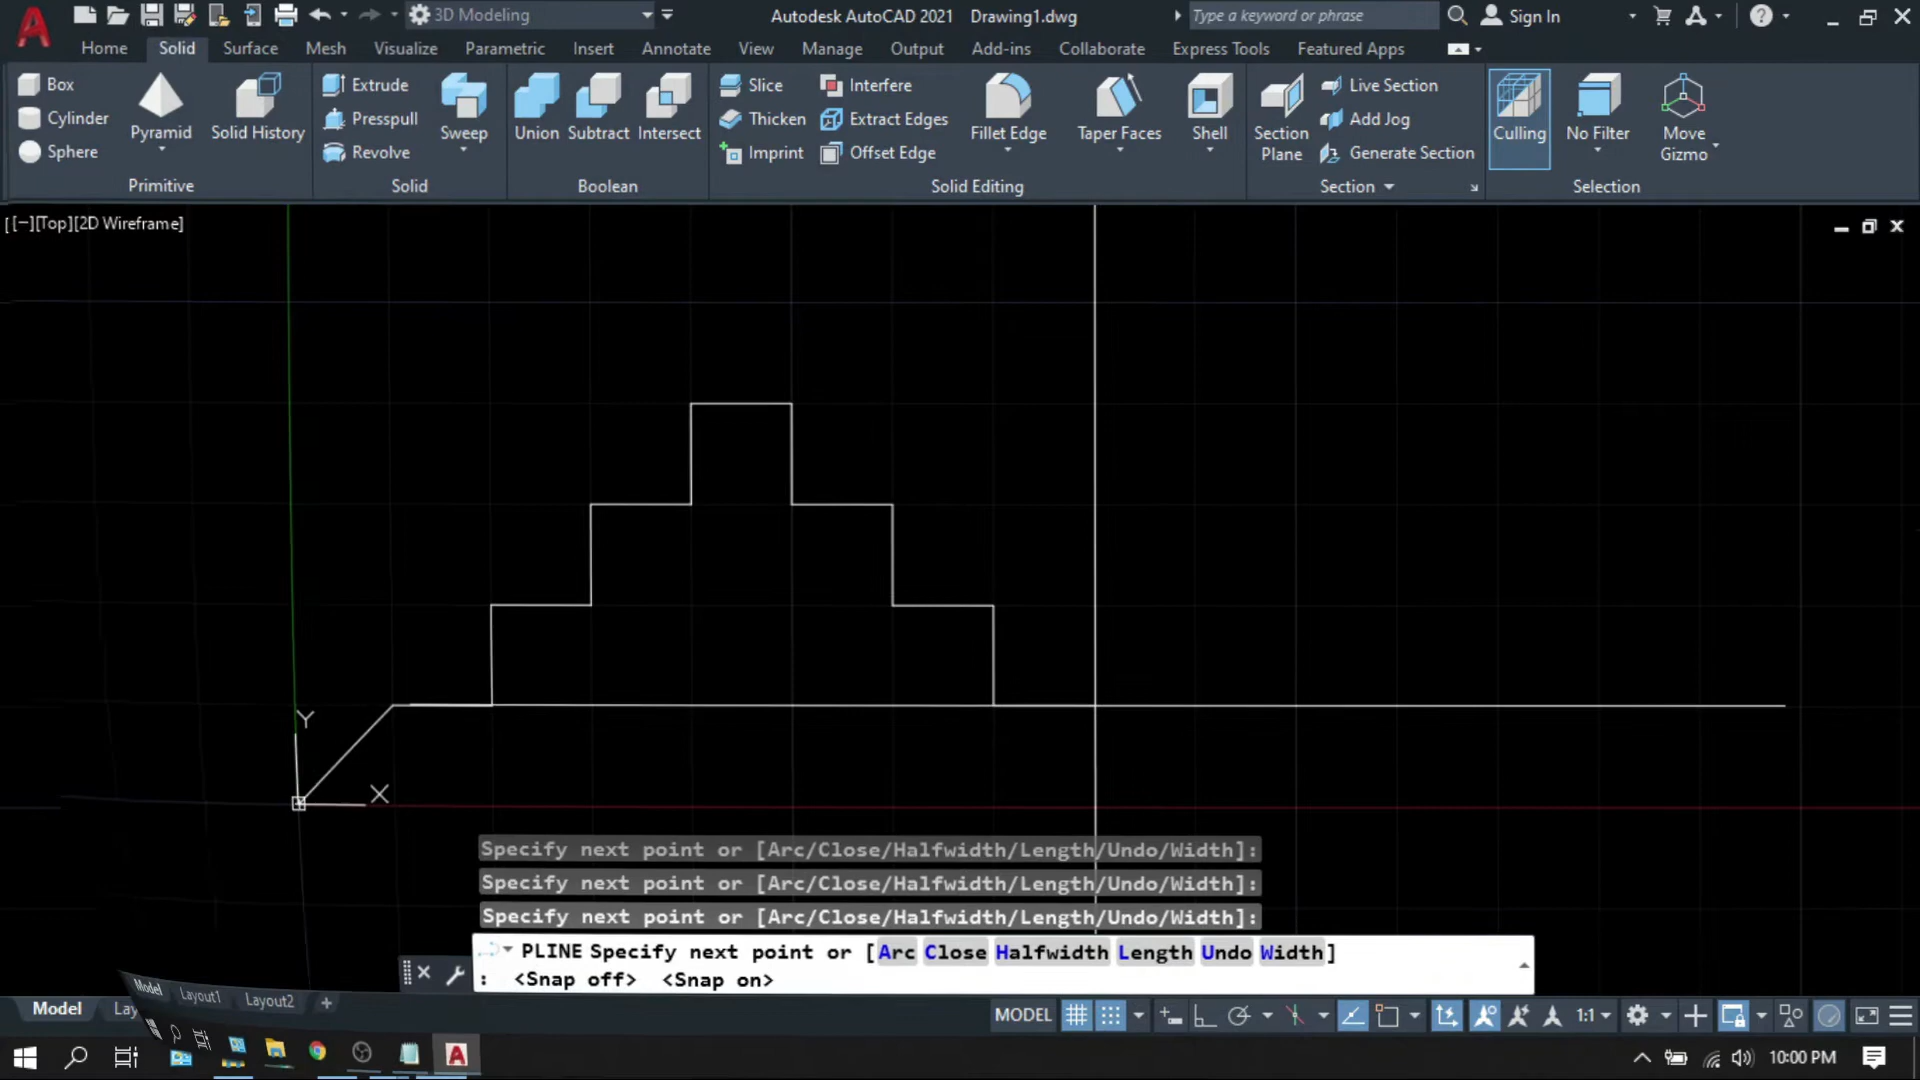 3D Modeling Autodesk AutoCAD 2021 Drawing1.dwg Type a keyword or phrase Sign In
Home Solid Surface Mesh Visualize Parametric Insert Annotate View Manage Output Add-ins Collaborate Express Tools Featured Apps
Box Extrude Slice Interfere Live Section
Cylinder Presspull Thicken Extract Edges Add Jog
Pyramid Solid History Sweep Union Subtract Intersect Fillet Edge Taper Faces Shell Section Plane Culling No Filter Move Gizmo
Sphere Revolve Imprint Offset Edge Generate Section
Primitive Solid Boolean Solid Editing Section Selection
[ [−][Top][2D Wireframe]
Y
X
Specify next point or [Arc/Close/Halfwidth/Length/Undo/Width]:
Specify next point or [Arc/Close/Halfwidth/Length/Undo/Width]:
Specify next point or [Arc/Close/Halfwidth/Length/Undo/Width]:
PLINE Specify next point or [Arc Close Halfwidth Length Undo Width]
: <Snap off> <Snap on>
Model Layout1 Layout2 +
Model Lay MODEL 1:1
10:00 PM